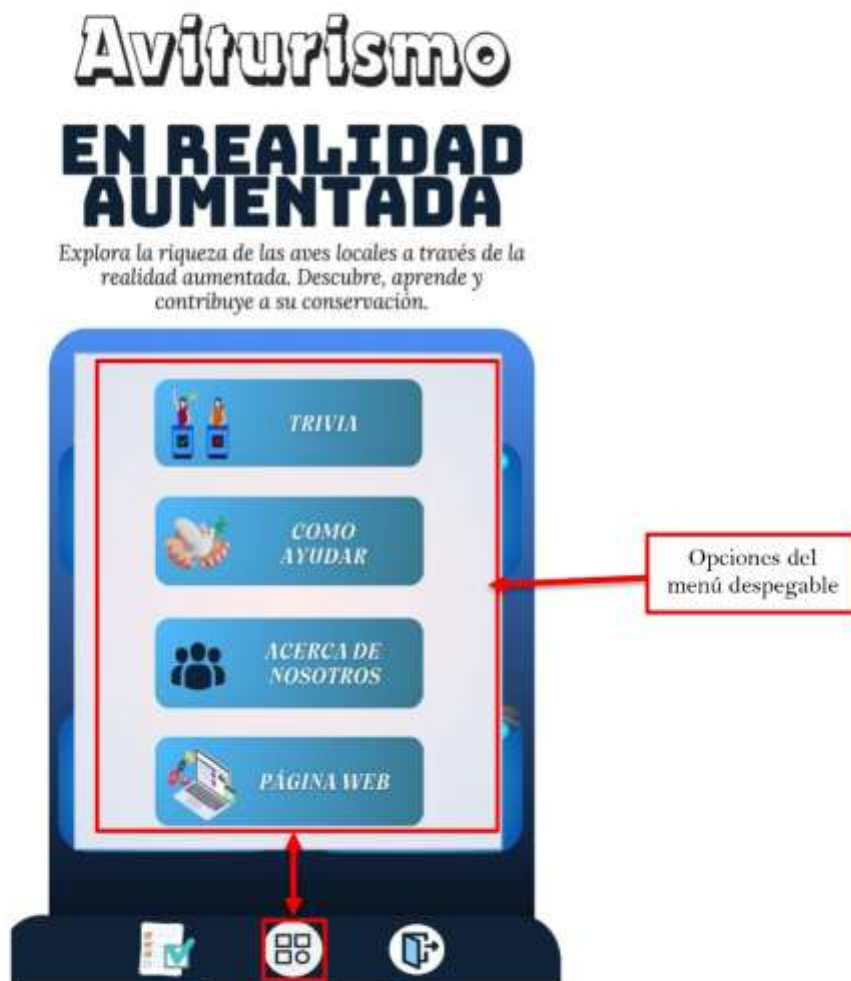 Aviturismo
EN REALIDAD
AUMENTADA
Explora la riqueza de las aves locales a través de la
realidad aumentada. Descubre, aprende y
contribuye a su conservación.
TRIVIA
COMO
AYUDAR
ACERCA DE
NOSOTROS
PÁGINA WEB
Opciones del
menú despegable